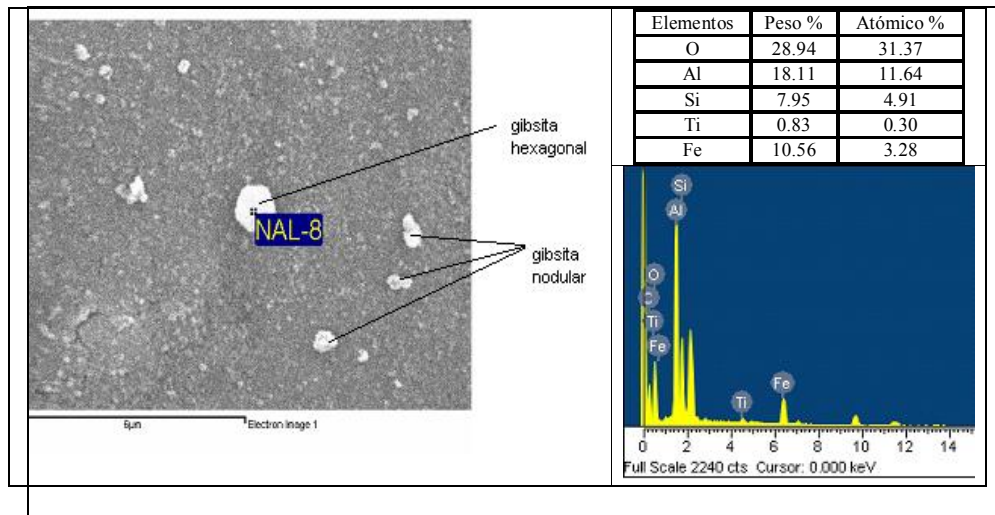 gibsita
hexagonal
NAL-8
gibsita
nodular
6µm Electron Image 1
Elementos Peso % Atómico %
O 28.94 31.37
Al 18.11 11.64
Si 7.95 4.91
Ti 0.83 0.30
Fe 10.56 3.28
Si
Al
O
C
Ti
Fe
Ti
Fe
0 2 4 6 8 10 12 14
Full Scale 2240 cts Cursor: 0.000 keV